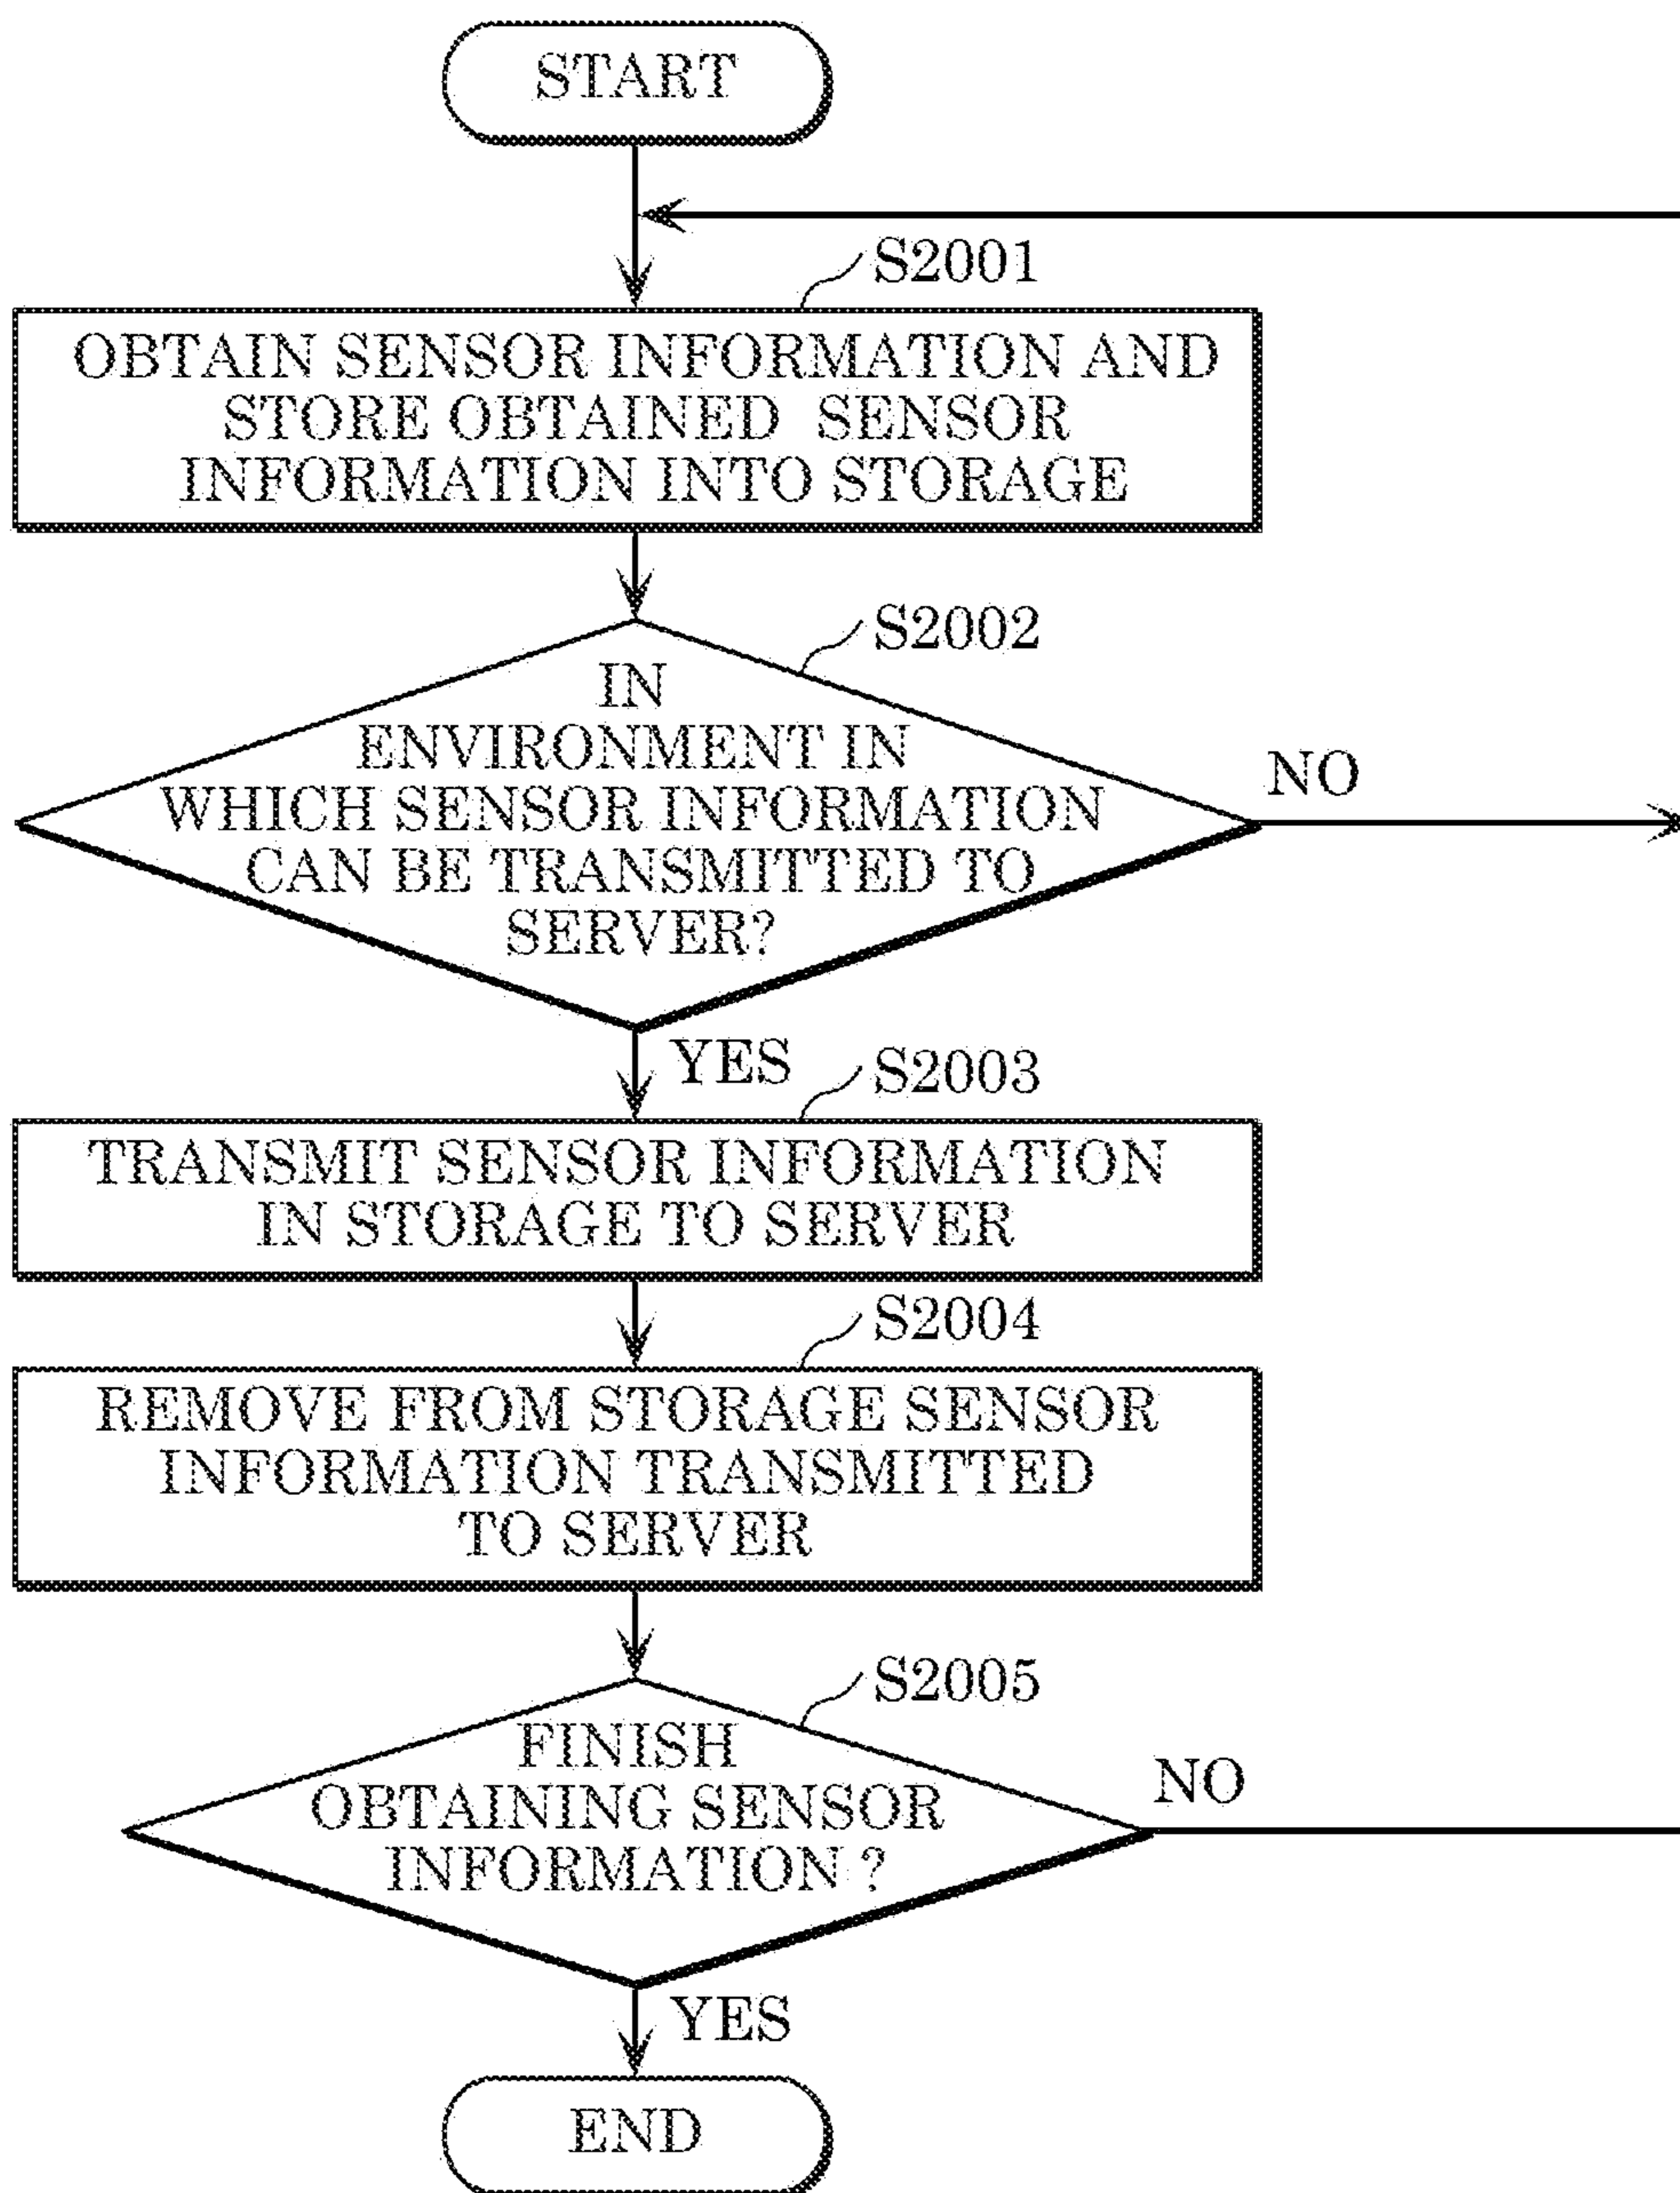 START
S2001
OBTAIN SENSOR INFORMATION AND
STORE OBTAINED SENSOR
INFORMATION INTO STORAGE
S2002
IN
ENVIRONMENT IN
WHICH SENSOR INFORMATION
CAN BE TRANSMITTED TO
SERVER?
NO
YES
S2003
TRANSMIT SENSOR INFORMATION
IN STORAGE TO SERVER
S2004
REMOVE FROM STORAGE SENSOR
INFORMATION TRANSMITTED
TO SERVER
S2005
FINISH
OBTAINING SENSOR
INFORMATION ?
NO
YES
END